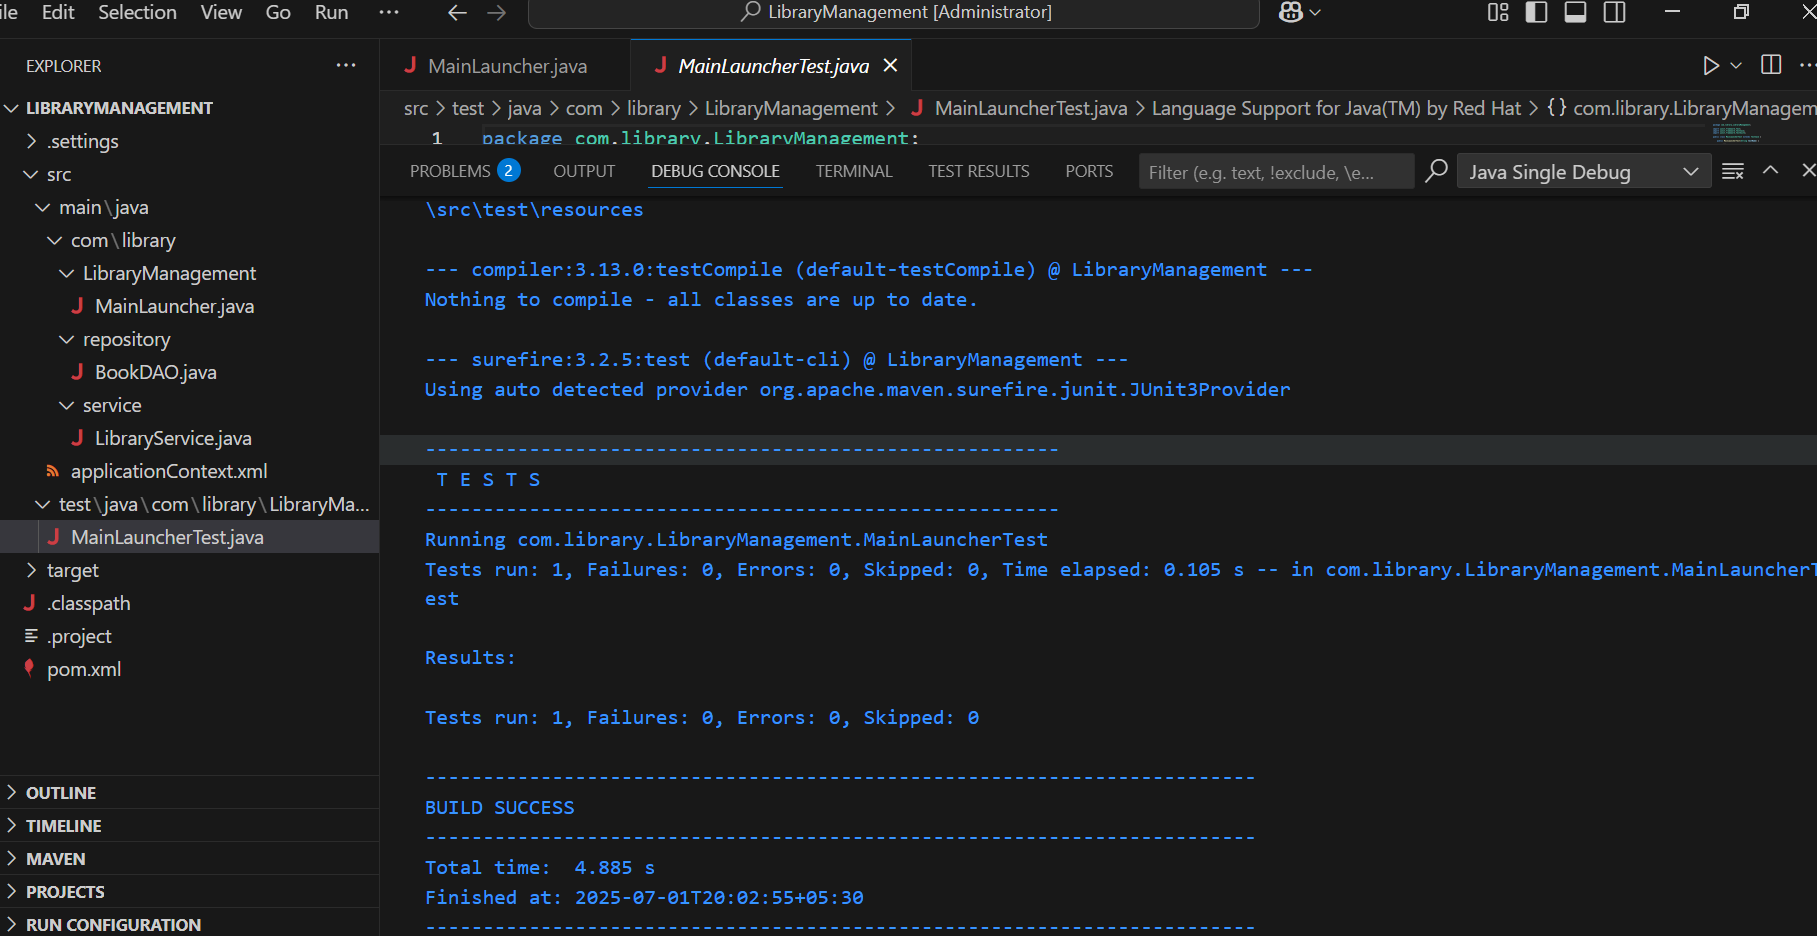 le Edit Selection View Go Run ··· LibraryManagement [Administrator]
EXPLORER ···
LIBRARYMANAGEMENT
.settings
src
main\java
com\library
LibraryManagement
MainLauncher.java
repository
BookDAO.java
service
LibraryService.java
applicationContext.xml
test\java\com\library\LibraryMa...
MainLauncherTest.java
target
.classpath
.project
pom.xml
OUTLINE
TIMELINE
MAVEN
PROJECTS
RUN CONFIGURATION
MainLauncher.java MainLauncherTest.java
src > test > java > com > library > LibraryManagement > MainLauncherTest.java > Language Support for Java(TM) by Red Hat > {} com.library.LibraryManagem
1 package com.library.LibraryManagement;
PROBLEMS 2 OUTPUT DEBUG CONSOLE TERMINAL TEST RESULTS PORTS Filter (e.g. text, !exclude, \e... Java Single Debug
\src\test\resources
--- compiler:3.13.0:testCompile (default-testCompile) @ LibraryManagement ---
Nothing to compile - all classes are up to date.
--- surefire:3.2.5:test (default-cli) @ LibraryManagement ---
Using auto detected provider org.apache.maven.surefire.junit.JUnit3Provider
-------------------------------------------------------
T E S T S
-------------------------------------------------------
Running com.library.LibraryManagement.MainLauncherTest
Tests run: 1, Failures: 0, Errors: 0, Skipped: 0, Time elapsed: 0.105 s -- in com.library.LibraryManagement.MainLauncherT
est
Results:
Tests run: 1, Failures: 0, Errors: 0, Skipped: 0
------------------------------------------------------------------------
BUILD SUCCESS
------------------------------------------------------------------------
Total time:  4.885 s
Finished at: 2025-07-01T20:02:55+05:30
------------------------------------------------------------------------